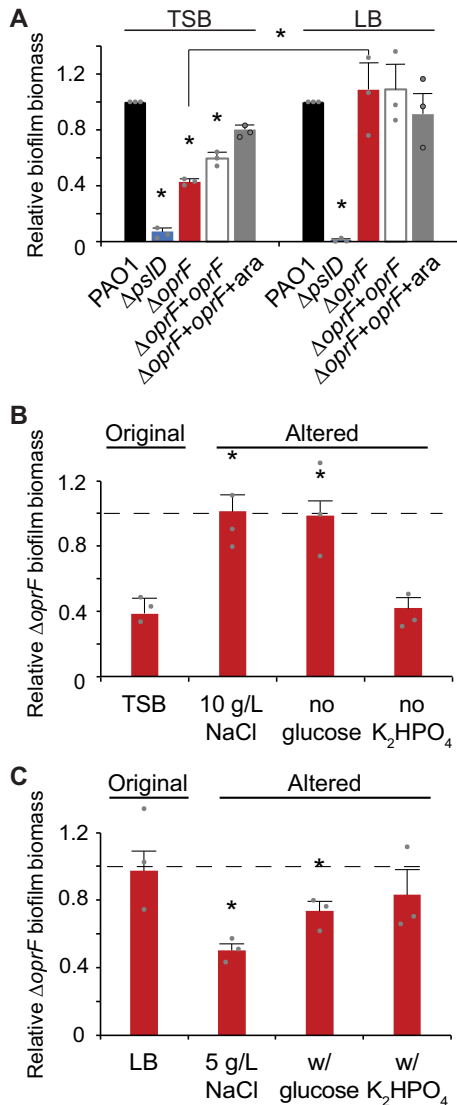 A
TSB LB
*
Relative biofilm biomass
1.2
0.8
0.4
0
* * * *
PAO1
ΔpslD
ΔoprF
ΔoprF+oprF
ΔoprF+oprF+ara
PAO1
ΔpslD
ΔoprF
ΔoprF+oprF
ΔoprF+oprF+ara
B
Original Altered
Relative ΔoprF biofilm biomass
* *
1.2
0.8
0.4
0
TSB 10 g/L no no
NaCl glucose K₂HPO₄
C
Original Altered
Relative ΔoprF biofilm biomass
1.2
0.8
0.4
0
* *
LB 5 g/L w/ w/
NaCl glucose K₂HPO₄